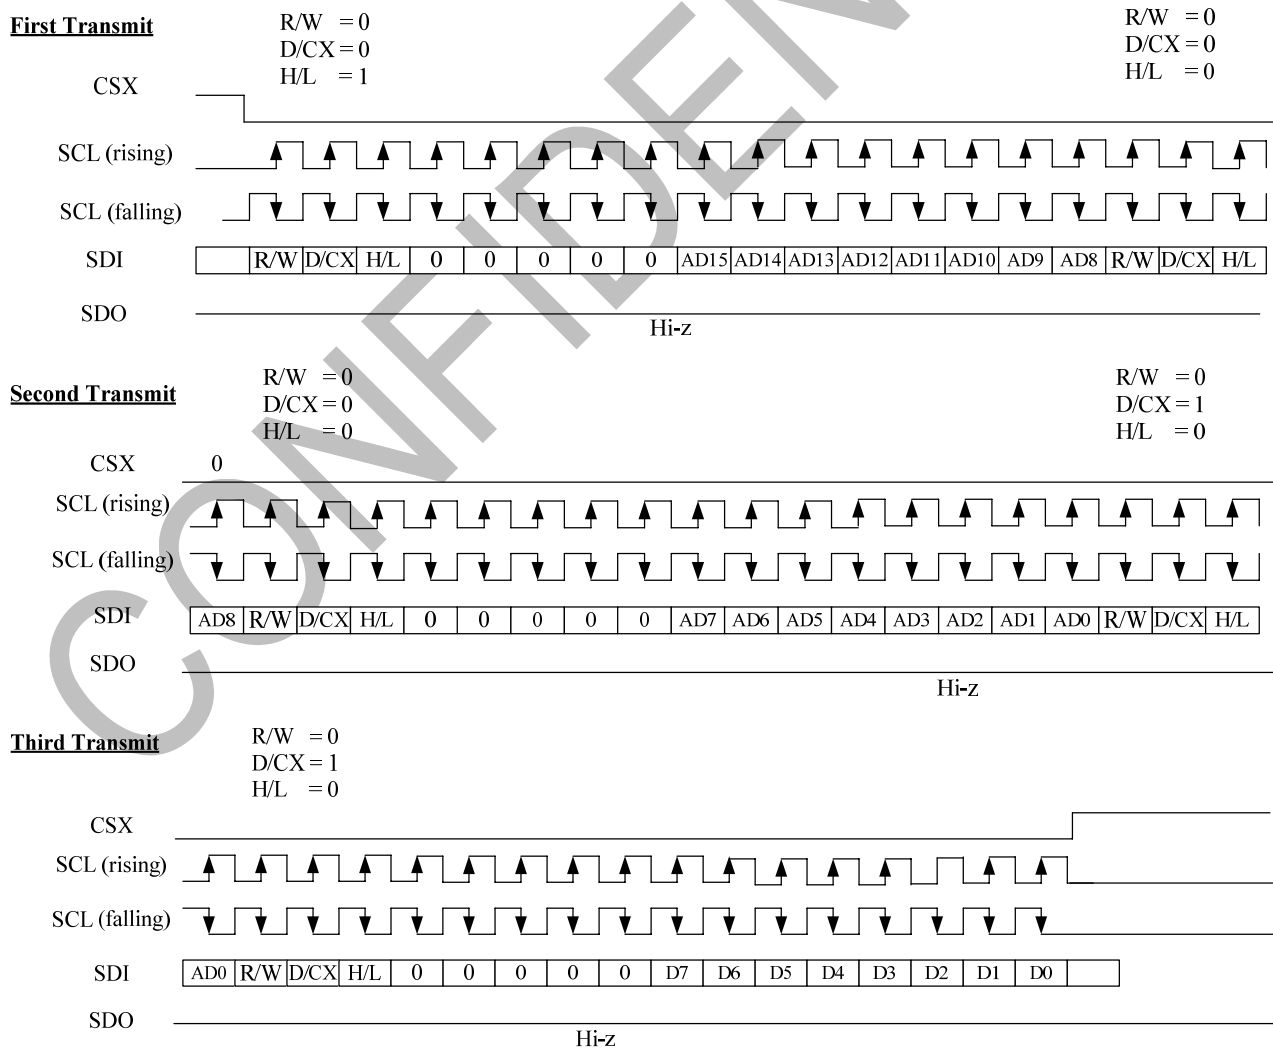 First Transmit
R/W = 0
D/CX = 0
H/L = 1
R/W = 0
D/CX = 0
H/L = 0
CSX
SCL (rising)
SCL (falling)
SDI R/W D/CX H/L 0 0 0 0 0 AD15 AD14 AD13 AD12 AD11 AD10 AD9 AD8 R/W D/CX H/L
SDO
Hi-z
Second Transmit
R/W = 0
D/CX = 0
H/L = 0
R/W = 0
D/CX = 1
H/L = 0
CSX 0
SCL (rising)
SCL (falling)
SDI AD8 R/W D/CX H/L 0 0 0 0 0 AD7 AD6 AD5 AD4 AD3 AD2 AD1 AD0 R/W D/CX H/L
SDO
Hi-z
Third Transmit
R/W = 0
D/CX = 1
H/L = 0
CSX
SCL (rising)
SCL (falling)
SDI AD0 R/W D/CX H/L 0 0 0 0 0 D7 D6 D5 D4 D3 D2 D1 D0
SDO
Hi-z
CONFIDEN